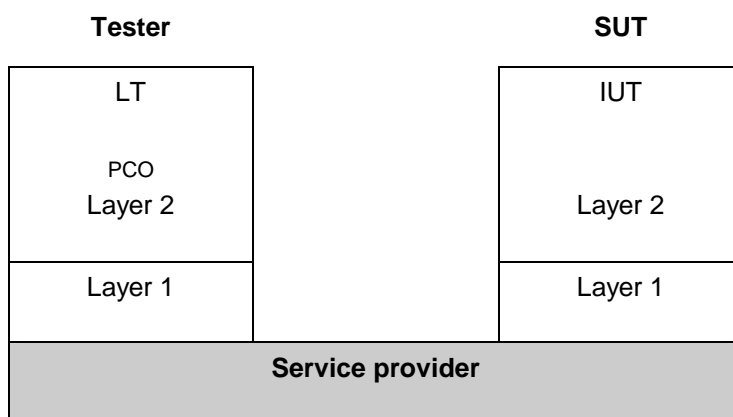 Tester
SUT
LT
IUT
PCO
Layer 2
Layer 2
Layer 1
Layer 1
Service provider